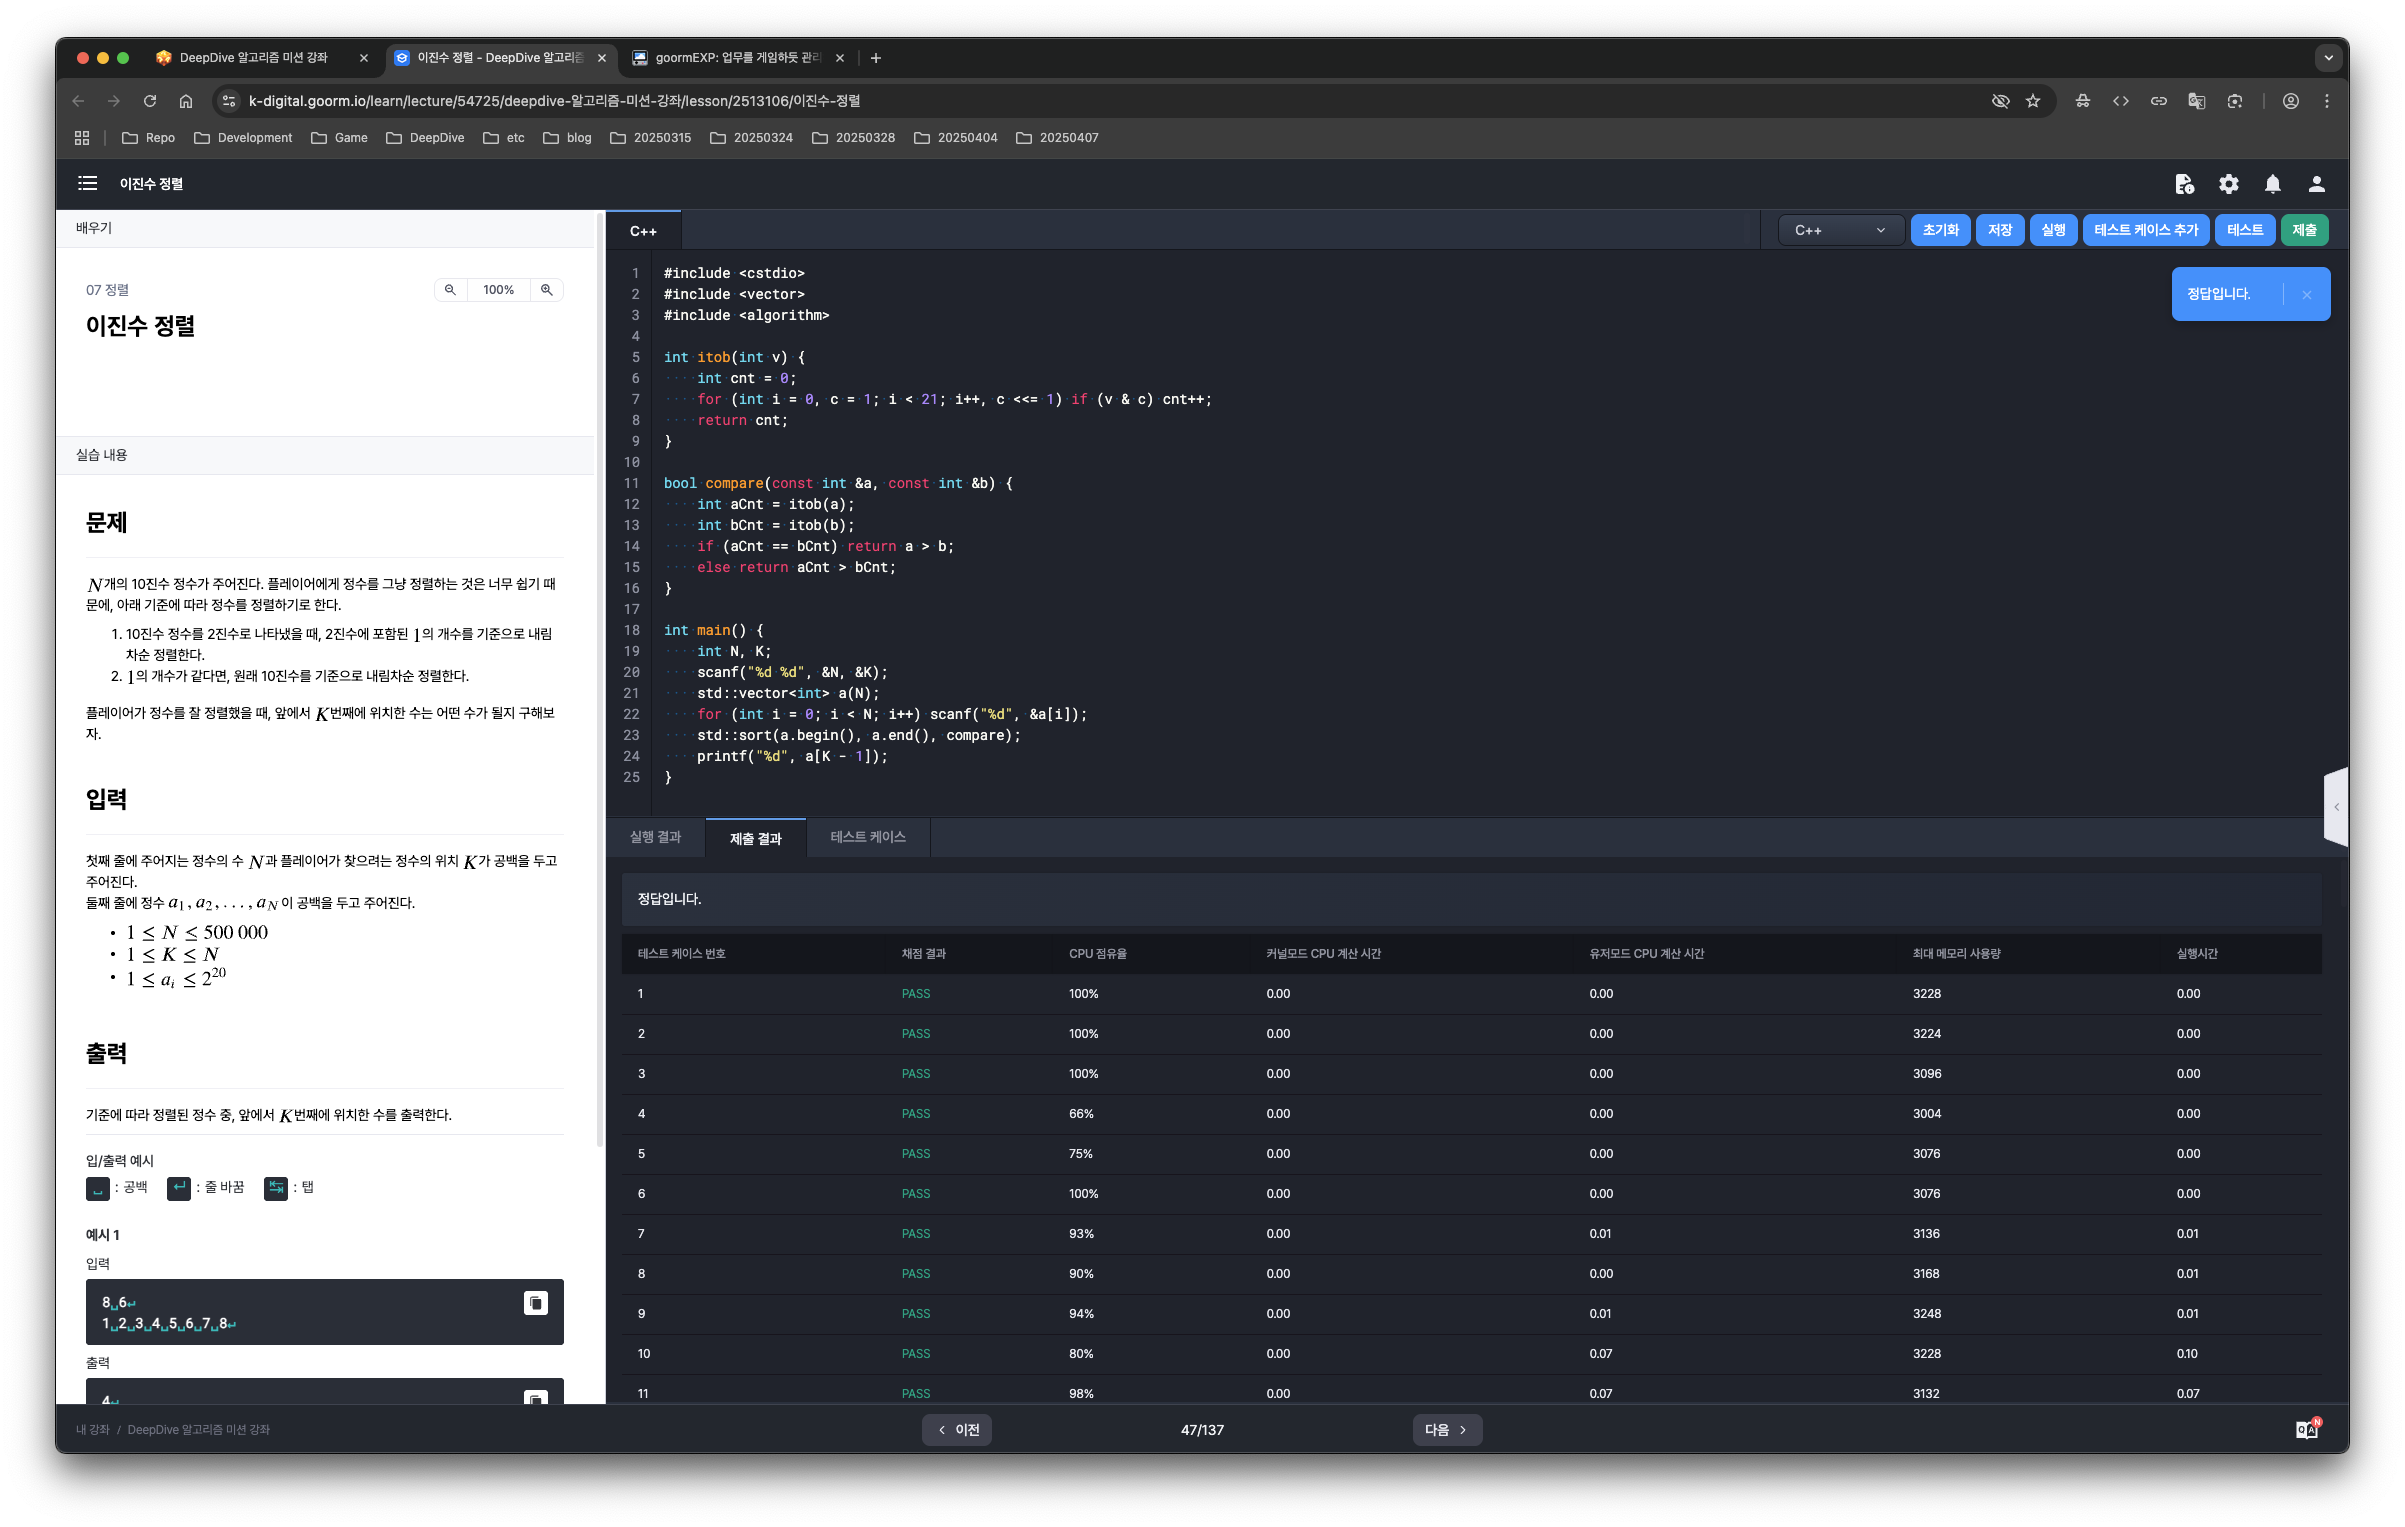 DeepDive 알고리즘 미션 강좌
이진수 정렬 - DeepDive 알고리즘
goormEXP: 업무를 게임하듯 관리
k-digital.goorm.io/learn/lecture/54725/deepdive-알고리즘-미션-강좌/lesson/2513106/이진수-정렬
Repo Development Game DeepDive etc blog 20250315 20250324 20250328 20250404 20250407
이진수 정렬
배우기
07 정렬
100%
이진수 정렬
실습 내용
문제
N개의 10진수 정수가 주어진다. 플레이어에게 정수를 그냥 정렬하는 것은 너무 쉽기 때
문에, 아래 기준에 따라 정수를 정렬하기로 한다.
1. 10진수 정수를 2진수로 나타냈을 때, 2진수에 포함된 1의 개수를 기준으로 내림
차순 정렬한다.
2. 1의 개수가 같다면, 원래 10진수를 기준으로 내림차순 정렬한다.
플레이어가 정수를 잘 정렬했을 때, 앞에서 K번째에 위치한 수는 어떤 수가 될지 구해보
자.
입력
첫째 줄에 주어지는 정수의 수 N과 플레이어가 찾으려는 정수의 위치 K가 공백을 두고
주어진다.
둘째 줄에 정수 a₁, a₂, . . . , a_N 이 공백을 두고 주어진다.
• 1 ≤ N ≤ 500 000
• 1 ≤ K ≤ N
• 1 ≤ aᵢ ≤ 2²⁰
출력
기준에 따라 정렬된 정수 중, 앞에서 K번째에 위치한 수를 출력한다.
입/출력 예시
␣ : 공백 ↵ : 줄 바꿈 ↹ : 탭
예시 1
입력
8␣6↵
1␣2␣3␣4␣5␣6␣7␣8↵
출력
4↵
C++
C++ 초기화 저장 실행 테스트 케이스 추가 테스트 제출
정답입니다.
1 #include <cstdio>
2 #include <vector>
3 #include <algorithm>
4
5 int itob(int v) {
6     int cnt = 0;
7     for (int i = 0, c = 1; i < 21; i++, c <<= 1) if (v & c) cnt++;
8     return cnt;
9 }
10
11 bool compare(const int &a, const int &b) {
12     int aCnt = itob(a);
13     int bCnt = itob(b);
14     if (aCnt == bCnt) return a > b;
15     else return aCnt > bCnt;
16 }
17
18 int main() {
19     int N, K;
20     scanf("%d %d", &N, &K);
21     std::vector<int> a(N);
22     for (int i = 0; i < N; i++) scanf("%d", &a[i]);
23     std::sort(a.begin(), a.end(), compare);
24     printf("%d", a[K - 1]);
25 }
실행 결과 제출 결과 테스트 케이스
정답입니다.
테스트 케이스 번호 채점 결과 CPU 점유율 커널모드 CPU 계산 시간 유저모드 CPU 계산 시간 최대 메모리 사용량 실행시간
1 PASS 100% 0.00 0.00 3228 0.00
2 PASS 100% 0.00 0.00 3224 0.00
3 PASS 100% 0.00 0.00 3096 0.00
4 PASS 66% 0.00 0.00 3004 0.00
5 PASS 75% 0.00 0.00 3076 0.00
6 PASS 100% 0.00 0.00 3076 0.00
7 PASS 93% 0.00 0.01 3136 0.01
8 PASS 90% 0.00 0.00 3168 0.01
9 PASS 94% 0.00 0.01 3248 0.01
10 PASS 80% 0.00 0.07 3228 0.10
11 PASS 98% 0.00 0.07 3132 0.07
내 강좌 / DeepDive 알고리즘 미션 강좌
이전 47/137 다음
QA N